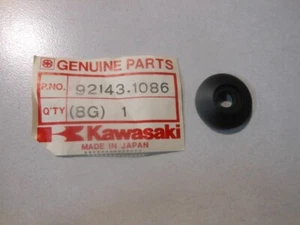 GENUINE PARTS
P.NO. 92143-1086
Q'TY (8G) 1
Kawasaki
MADE IN JAPAN